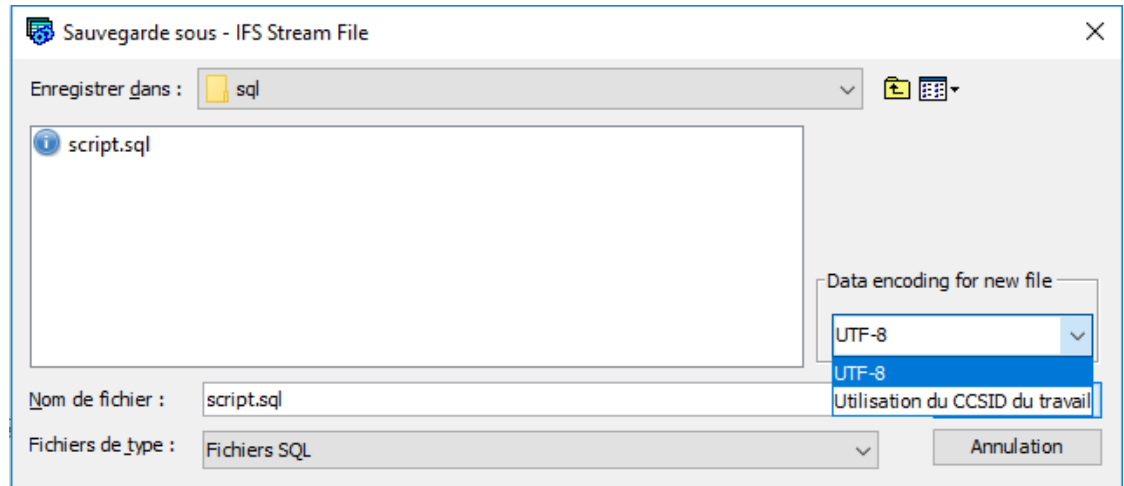 Sauvegarde sous - IFS Stream File
Enregistrer dans :
sql
script.sql
Data encoding for new file
UTF-8
UTF-8
Utilisation du CCSID du travail
Nom de fichier :
script.sql
Fichiers de type :
Fichiers SQL
Annulation